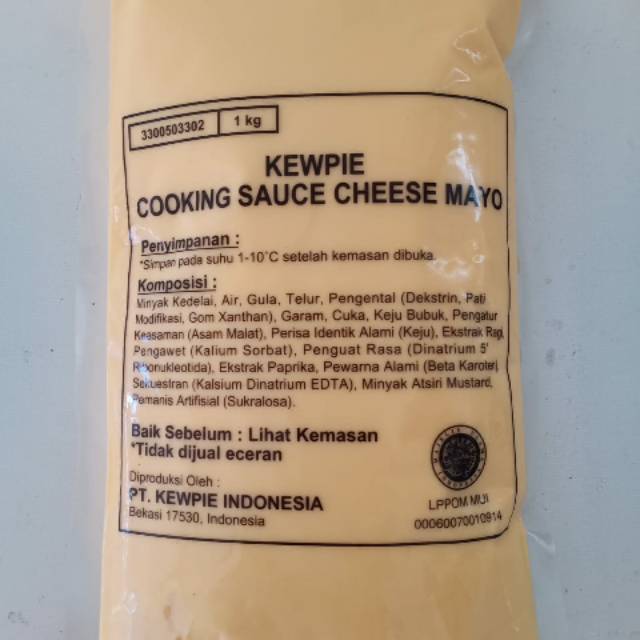 3300503302 1 kg
KEWPIE
COOKING SAUCE CHEESE MAYO
Penyimpanan :
*Simpan pada suhu 1-10°C setelah kemasan dibuka.
Komposisi :
Minyak Kedelai, Air, Gula, Telur, Pengental (Dekstrin, Pati
Modifikasi, Gom Xanthan), Garam, Cuka, Keju Bubuk, Pengatur
Keasaman (Asam Malat), Perisa Identik Alami (Keju), Ekstrak Ragi,
Pengawet (Kalium Sorbat), Penguat Rasa (Dinatrium 5'
Ribonukleotida), Ekstrak Paprika, Pewarna Alami (Beta Karoten),
Sekuestran (Kalsium Dinatrium EDTA), Minyak Atsiri Mustard,
Pemanis Artifisial (Sukralosa).
Baik Sebelum : Lihat Kemasan
*Tidak dijual eceran
Diproduksi Oleh :
PT. KEWPIE INDONESIA
Bekasi 17530, Indonesia
LPPOM MUI
00060070010914